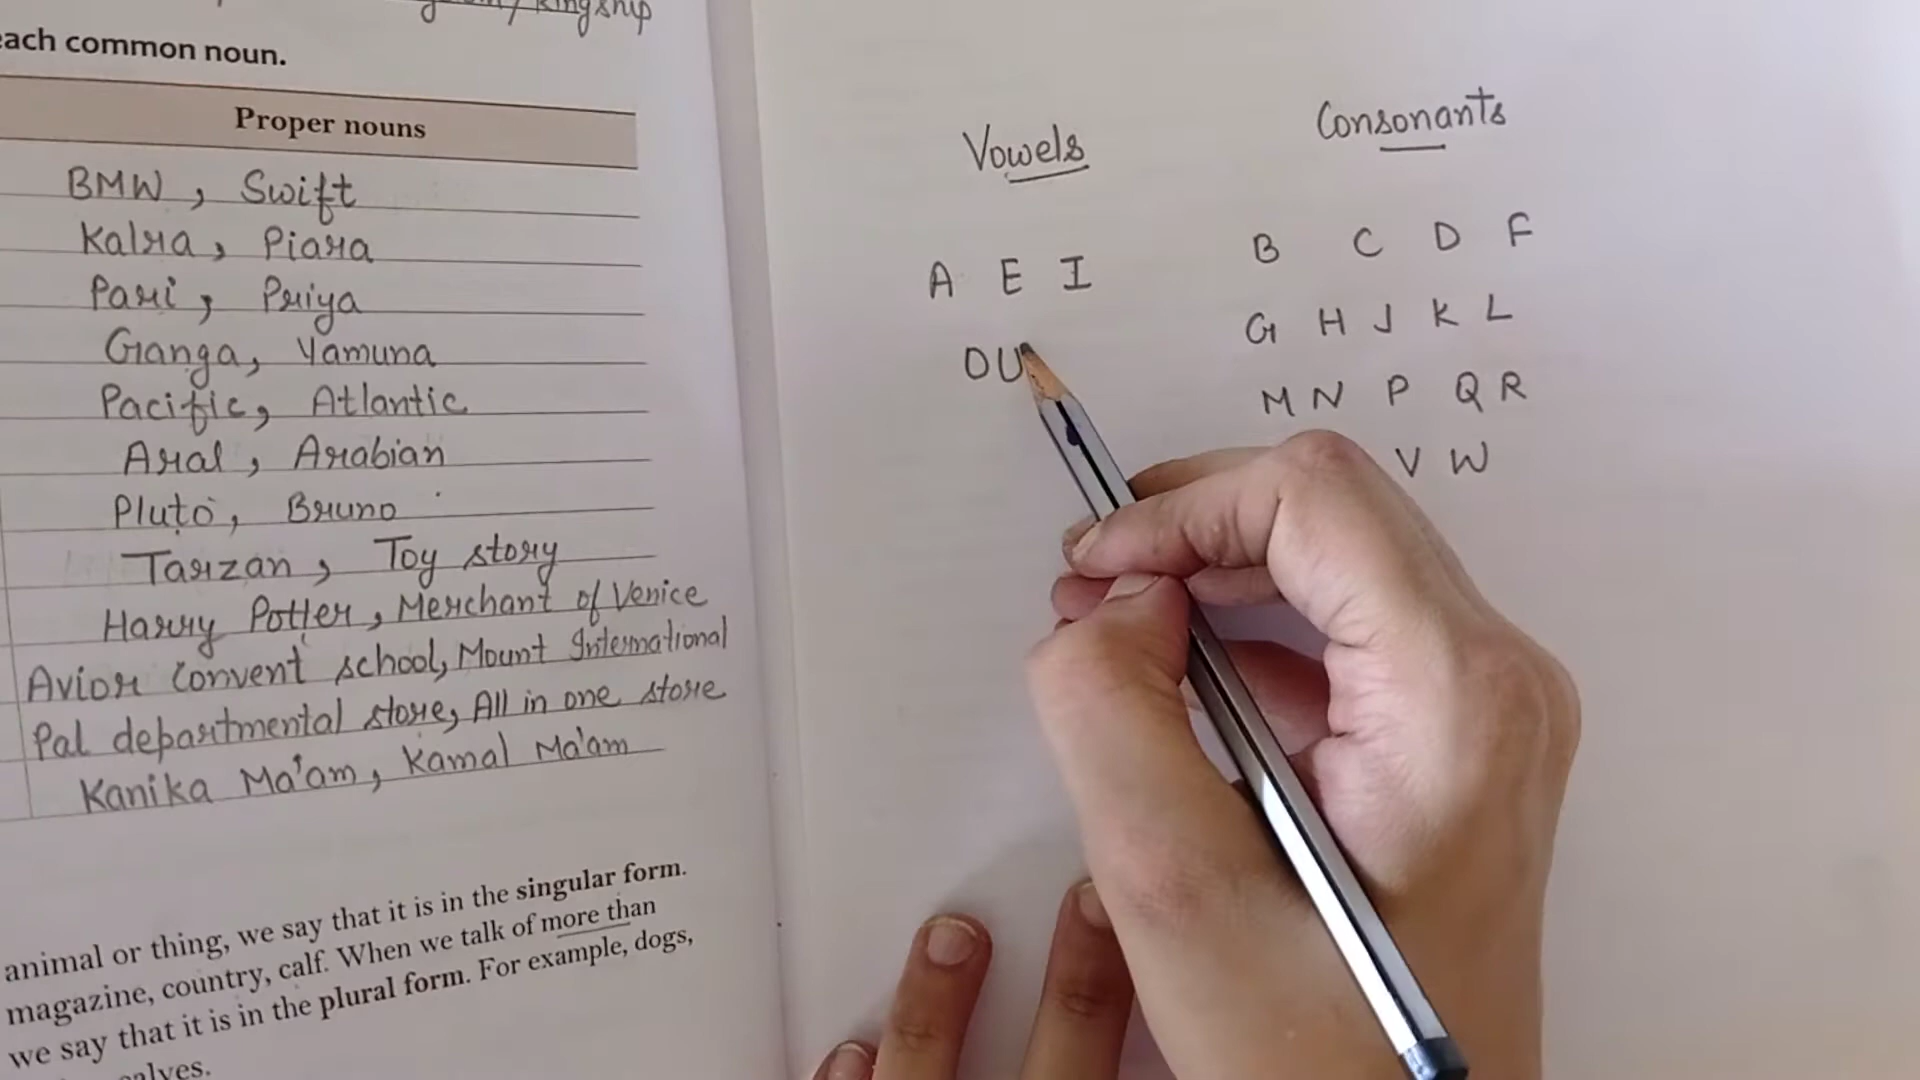 kingship
each common noun.
Proper nouns
BMW, Swift
Kalra, Piara
Pari, Priya
Ganga, Yamuna
Pacific, Atlantic
Aral, Arabian
Pluto, Bruno
Tarzan, Toy story
Harry Potter, Merchant of Venice
Avior Convent school, Mount International
Pal departmental store, All in one store
Kanika Ma'am, Kamal Ma'am
animal or thing, we say that it is in the singular form.
magazine, country, calf. When we talk of more than
we say that it is in the plural form. For example, dogs,
Vowels
A E I
O U
Consonants
B C D F
G H J K L
M N P Q R
V W